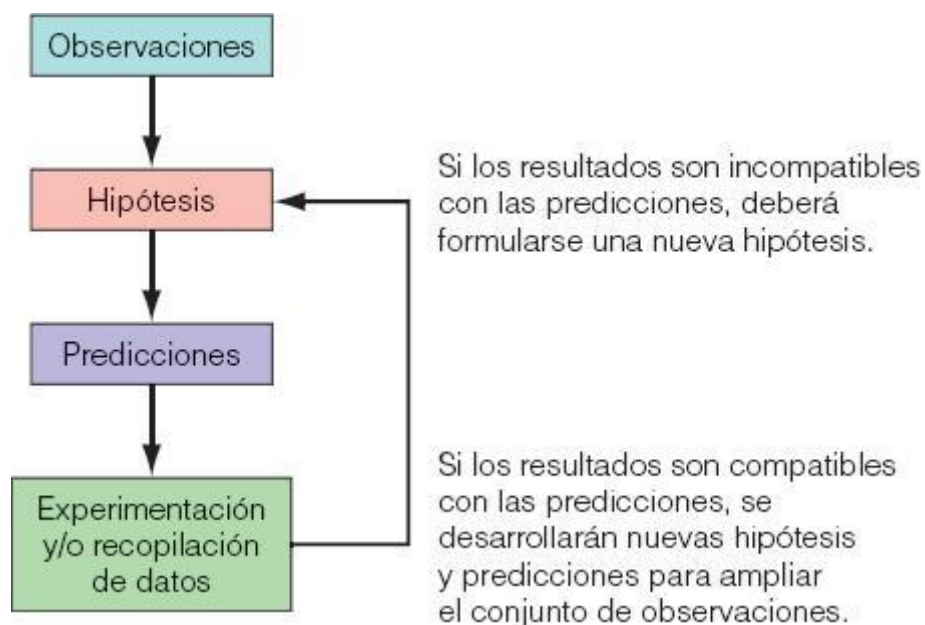 Observaciones
Hipótesis
Si los resultados son incompatibles
con las predicciones, deberá
formularse una nueva hipótesis.
Predicciones
Experimentación
y/o recopilación
de datos
Si los resultados son compatibles
con las predicciones, se
desarrollarán nuevas hipótesis
y predicciones para ampliar
el conjunto de observaciones.